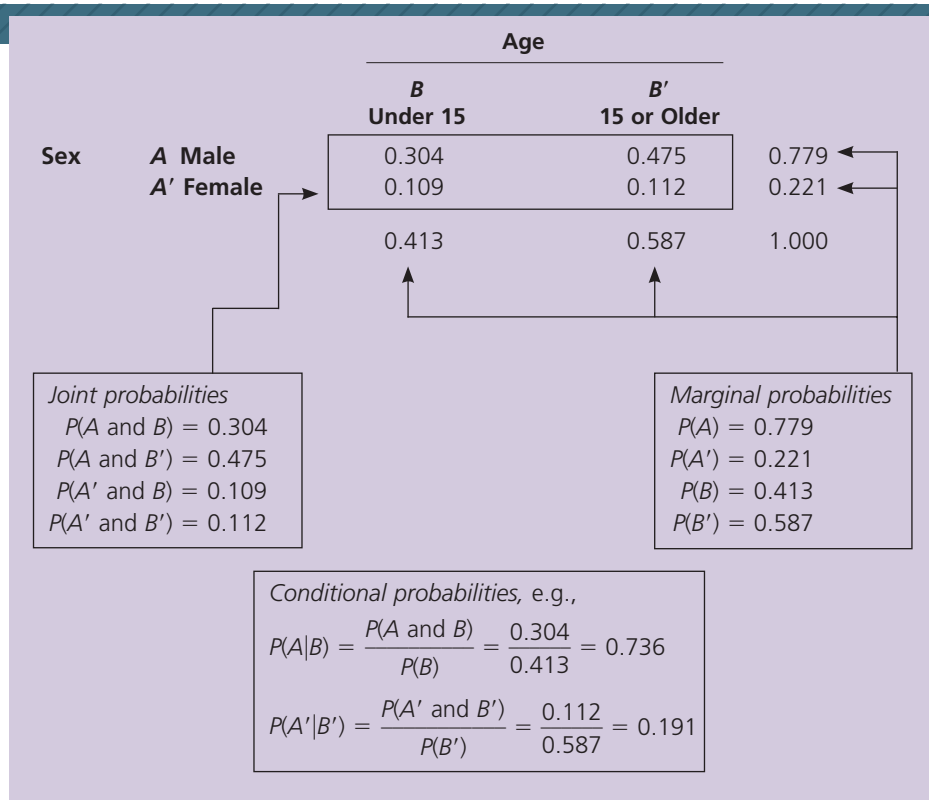 Age
B B′
Under 15 15 or Older
Sex A Male 0.304 0.475 0.779
A′ Female 0.109 0.112 0.221
0.413 0.587 1.000
Joint probabilities
P(A and B) = 0.304
P(A and B′) = 0.475
P(A′ and B) = 0.109
P(A′ and B′) = 0.112
Marginal probabilities
P(A) = 0.779
P(A′) = 0.221
P(B) = 0.413
P(B′) = 0.587
Conditional probabilities, e.g.,
P(A|B) = P(A and B) / P(B) = 0.304 / 0.413 = 0.736
P(A′|B′) = P(A′ and B′) / P(B′) = 0.112 / 0.587 = 0.191